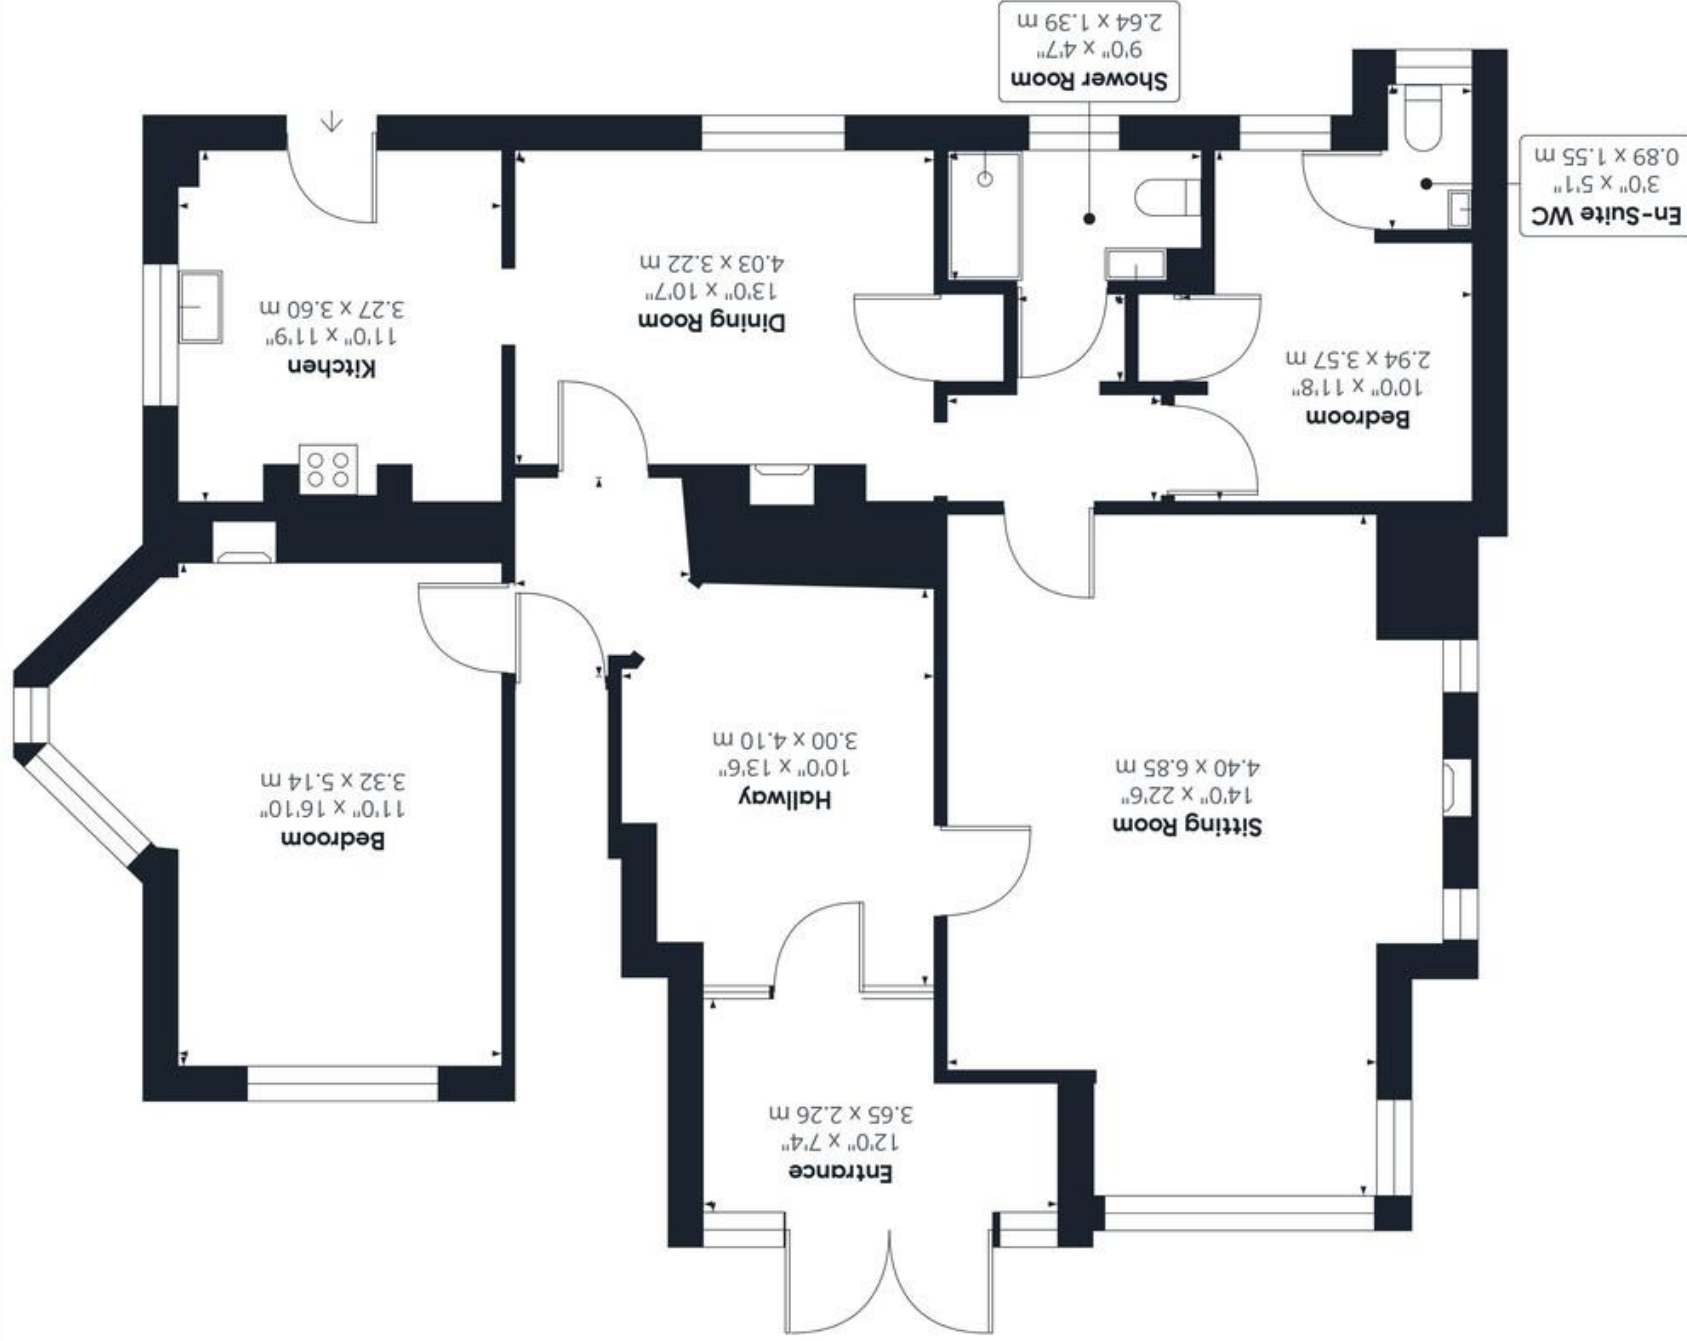 Entrance
12'0" x 7'4"
3.65 x 2.26 m
Sitting Room
14'0" x 22'6"
4.40 x 6.85 m
Hallway
10'0" x 13'6"
3.00 x 4.10 m
Bedroom
11'0" x 16'10"
3.32 x 5.14 m
Bedroom
10'0" x 11'8"
2.94 x 3.57 m
Dining Room
13'0" x 10'7"
4.03 x 3.22 m
Kitchen
11'0" x 11'9"
3.27 x 3.60 m
En-Suite WC
3'0" x 5'1"
0.89 x 1.55 m
Shower Room
9'0" x 4'7"
2.64 x 1.39 m